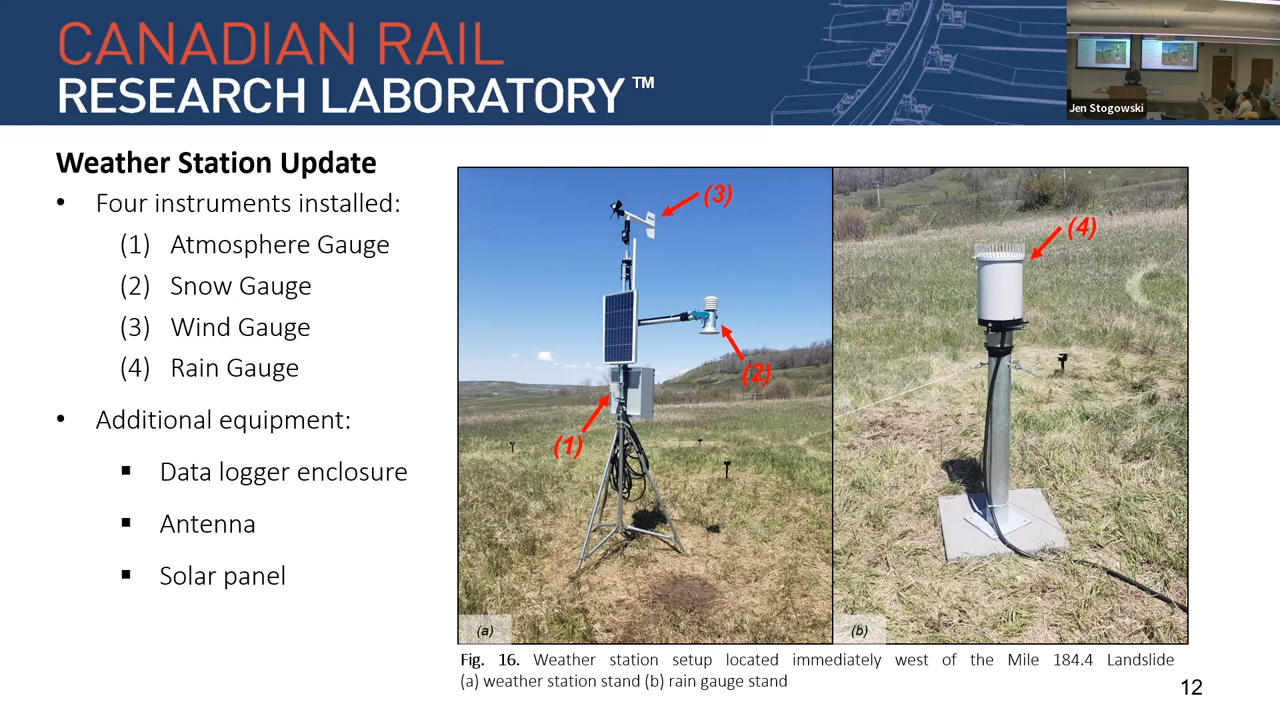 CANADIAN RAIL
RESEARCH LABORATORY™
Jen Stogowski
Weather Station Update
• Four instruments installed:
(1) Atmosphere Gauge
(2) Snow Gauge
(3) Wind Gauge
(4) Rain Gauge
• Additional equipment:
▪ Data logger enclosure
▪ Antenna
▪ Solar panel
(3)
(2)
(1)
(a)
(4)
(b)
Fig. 16. Weather station setup located immediately west of the Mile 184.4 Landslide
(a) weather station stand (b) rain gauge stand
12